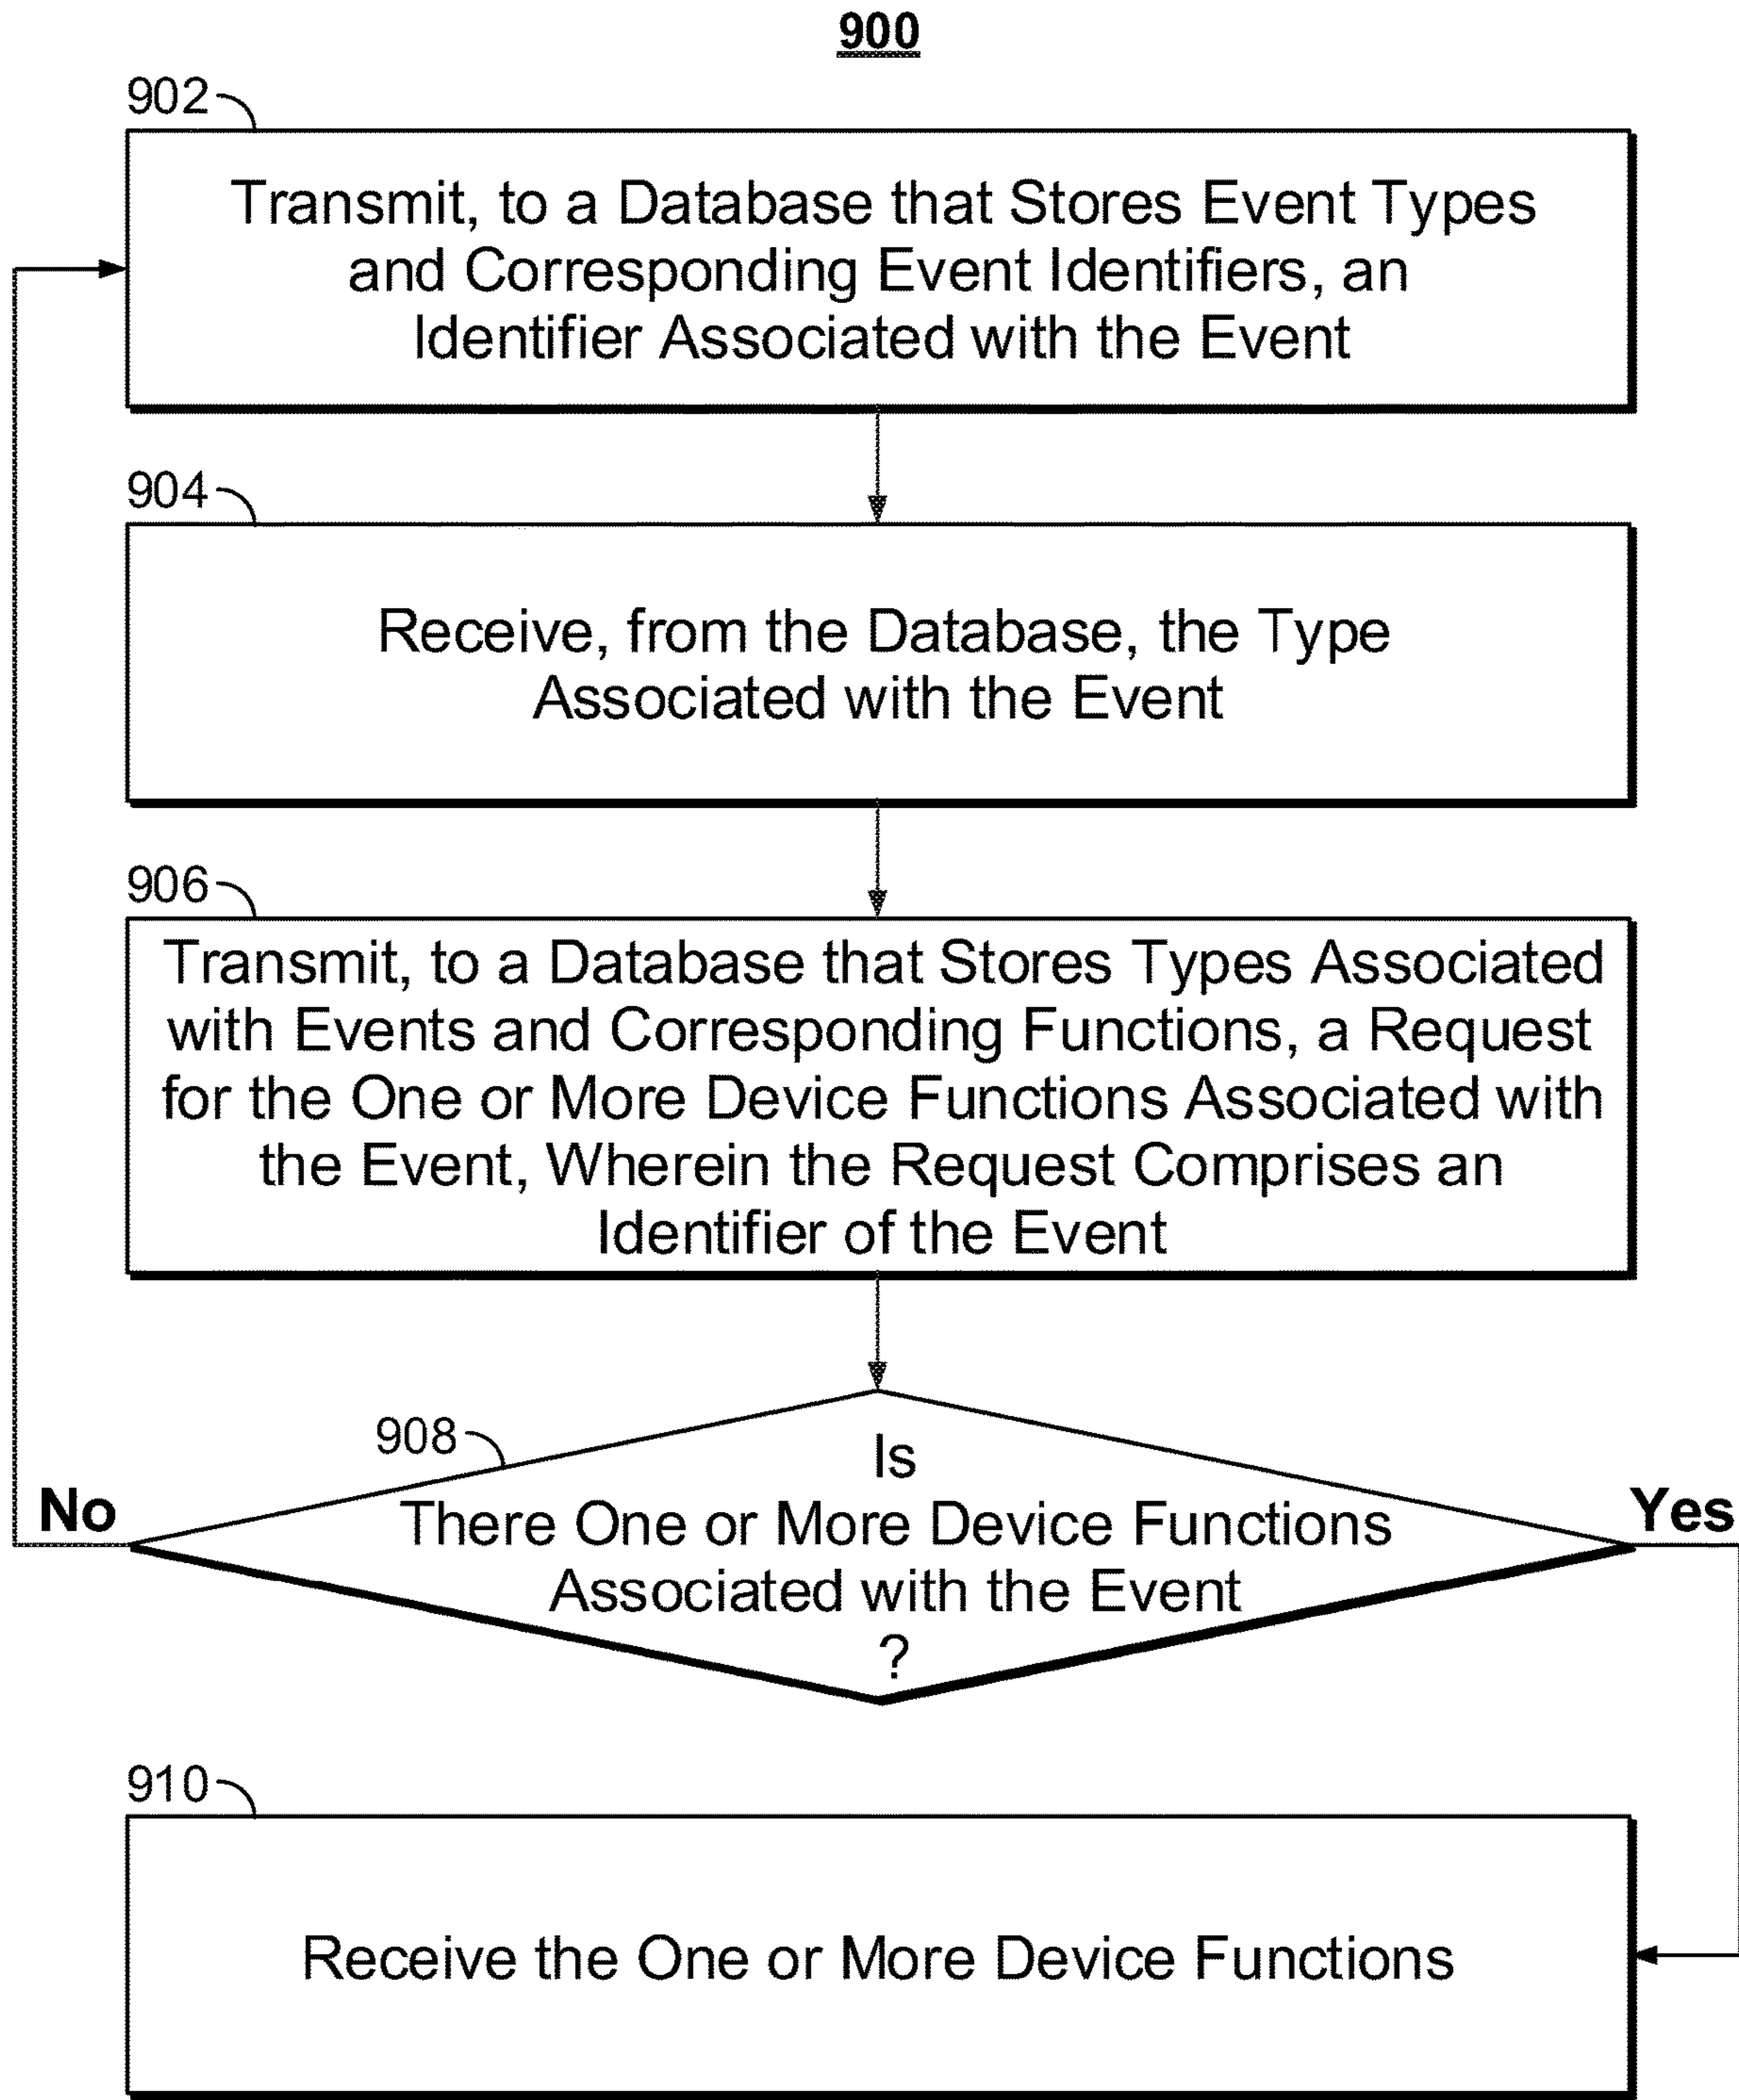 900
902
Transmit, to a Database that Stores Event Types
and Corresponding Event Identifiers, an
Identifier Associated with the Event
904
Receive, from the Database, the Type
Associated with the Event
906
Transmit, to a Database that Stores Types Associated
with Events and Corresponding Functions, a Request
for the One or More Device Functions Associated with
the Event, Wherein the Request Comprises an
Identifier of the Event
908
Is
There One or More Device Functions
Associated with the Event
?
No
Yes
910
Receive the One or More Device Functions